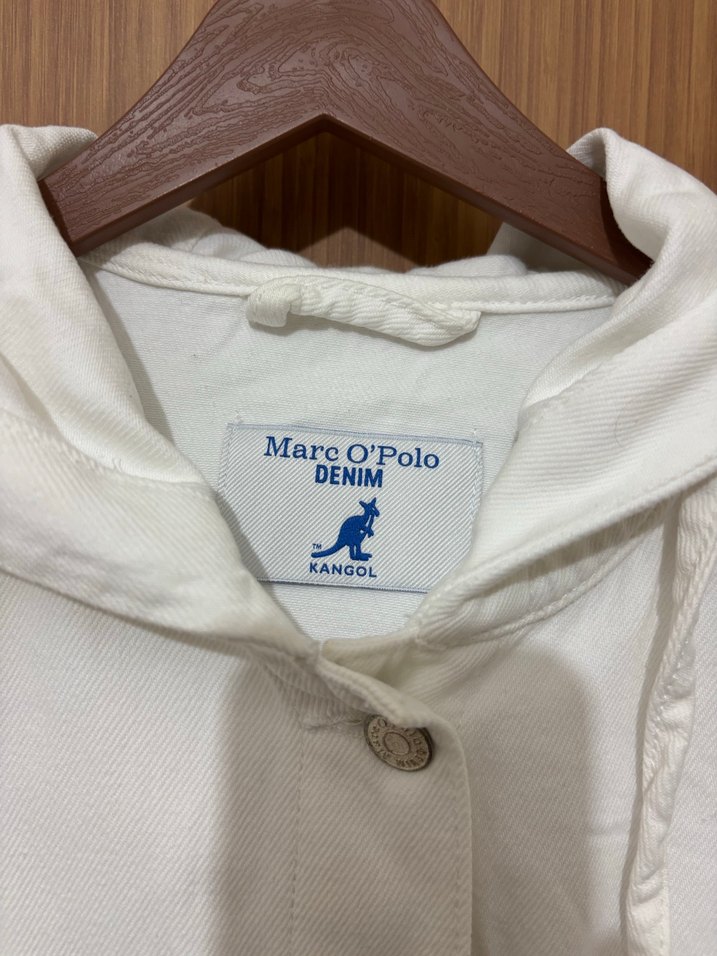 Marc O'Polo
DENIM
TM
KANGOL